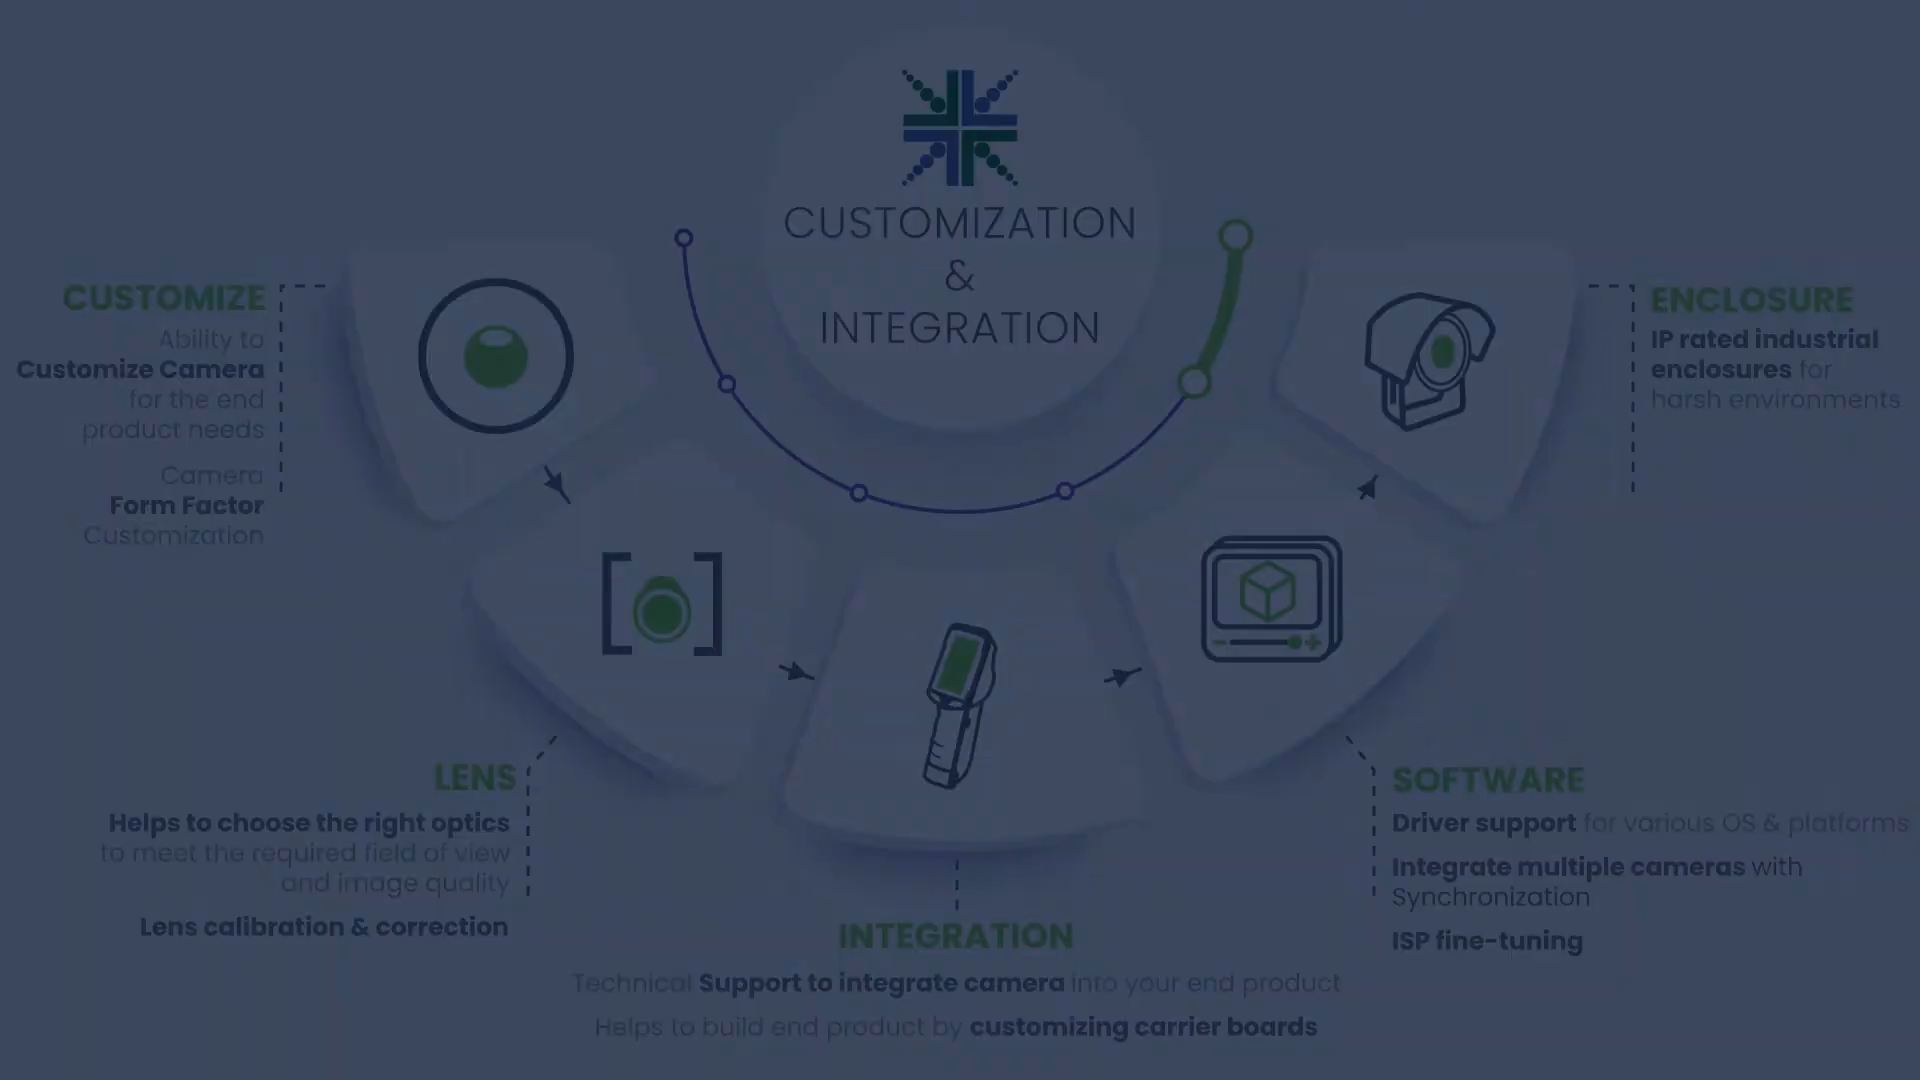 CUSTOMIZATION
&
INTEGRATION
CUSTOMIZE
Ability to
Customize Camera
for the end
product needs
Camera
Form Factor
Customization
LENS
Helps to choose the right optics
to meet the required field of view
and image quality
Lens calibration & correction
INTEGRATION
Technical Support to integrate camera into your end product
Helps to build end product by customizing carrier boards
SOFTWARE
Driver support for various OS & platforms
Integrate multiple cameras with
Synchronization
ISP fine-tuning
ENCLOSURE
IP rated industrial
enclosures for
harsh environments